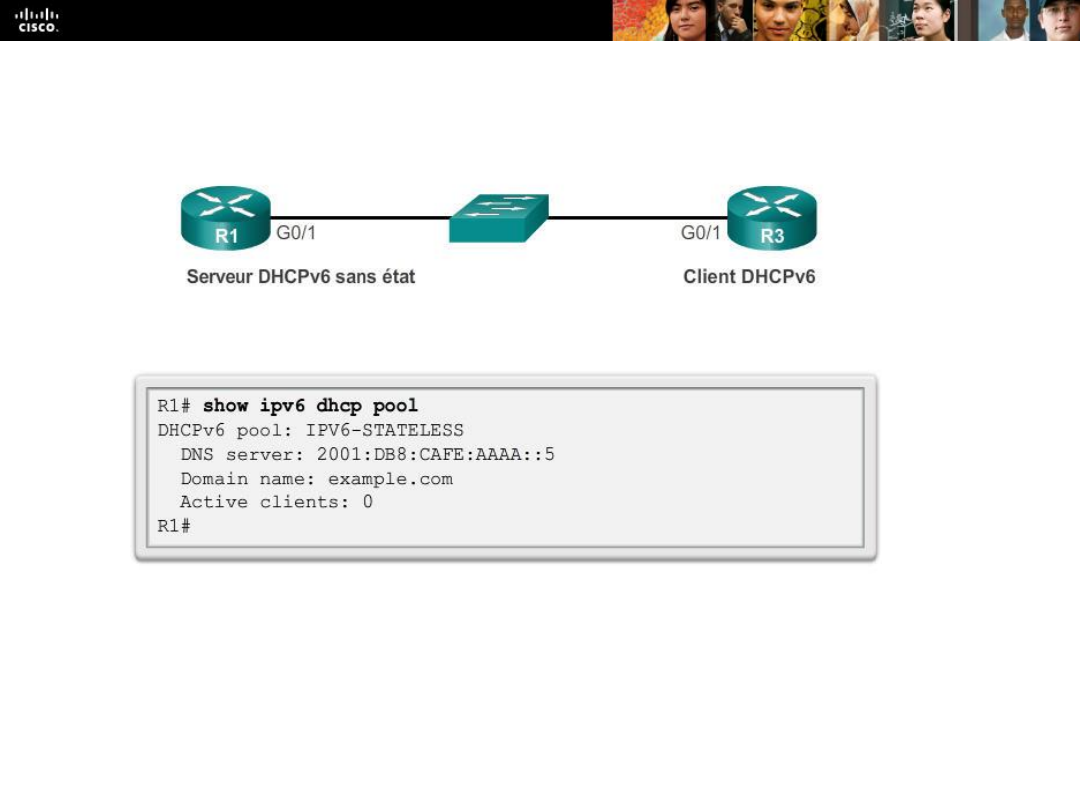 CISCO.
R1
G0/1
G0/1
R3
Serveur DHCPv6 sans état
Client DHCPv6
R1# show ipv6 dhcp pool
DHCPv6 pool: IPV6-STATELESS
DNS server: 2001:DB8:CAFE:AAAA::5
Domain name: example.com
Active clients: 0
R1#